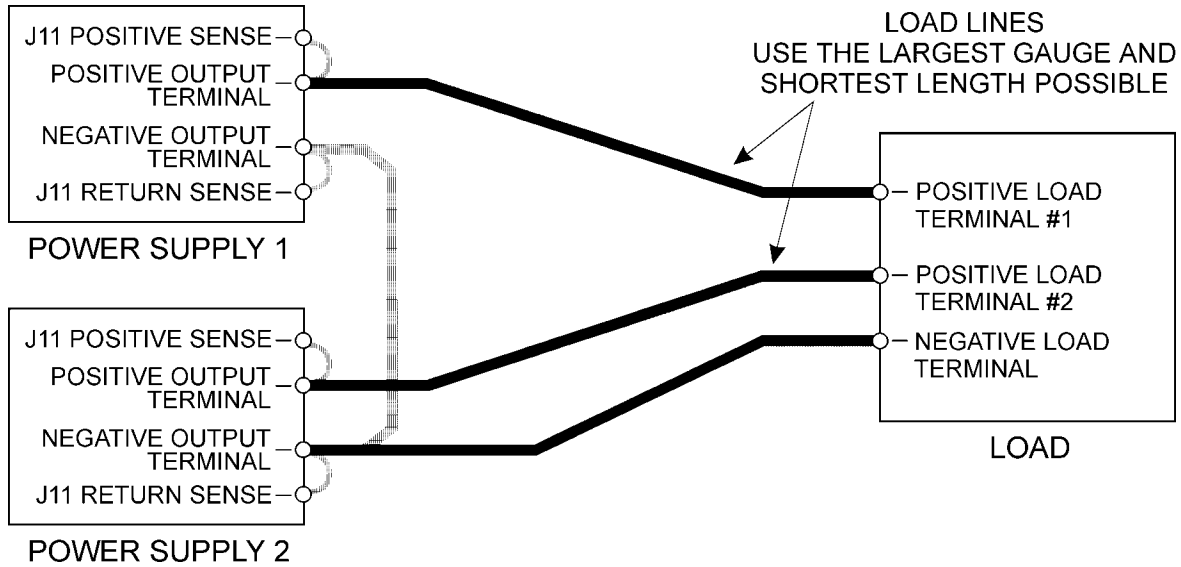 J11 POSITIVE SENSE
POSITIVE OUTPUT
TERMINAL
NEGATIVE OUTPUT
TERMINAL
J11 RETURN SENSE
POWER SUPPLY 1
LOAD LINES
USE THE LARGEST GAUGE AND
SHORTEST LENGTH POSSIBLE
POSITIVE LOAD
TERMINAL #1
POSITIVE LOAD
TERMINAL #2
NEGATIVE LOAD
TERMINAL
LOAD
J11 POSITIVE SENSE
POSITIVE OUTPUT
TERMINAL
NEGATIVE OUTPUT
TERMINAL
J11 RETURN SENSE
POWER SUPPLY 2